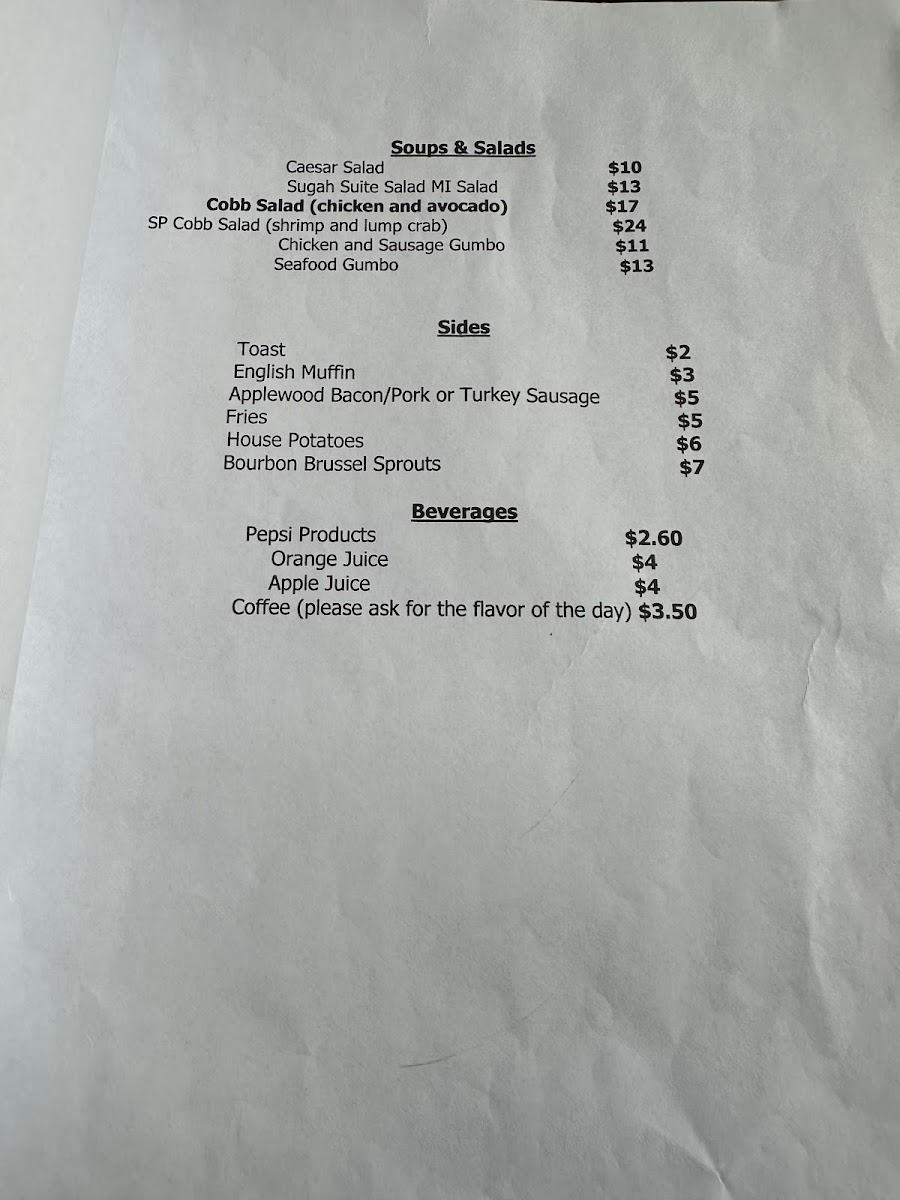 Soups & Salads
Caesar Salad $10
Sugah Suite Salad MI Salad $13
Cobb Salad (chicken and avocado) $17
SP Cobb Salad (shrimp and lump crab) $24
Chicken and Sausage Gumbo $11
Seafood Gumbo $13
Sides
Toast $2
English Muffin $3
Applewood Bacon/Pork or Turkey Sausage $5
Fries $5
House Potatoes $6
Bourbon Brussel Sprouts $7
Beverages
Pepsi Products $2.60
Orange Juice $4
Apple Juice $4
Coffee (please ask for the flavor of the day) $3.50